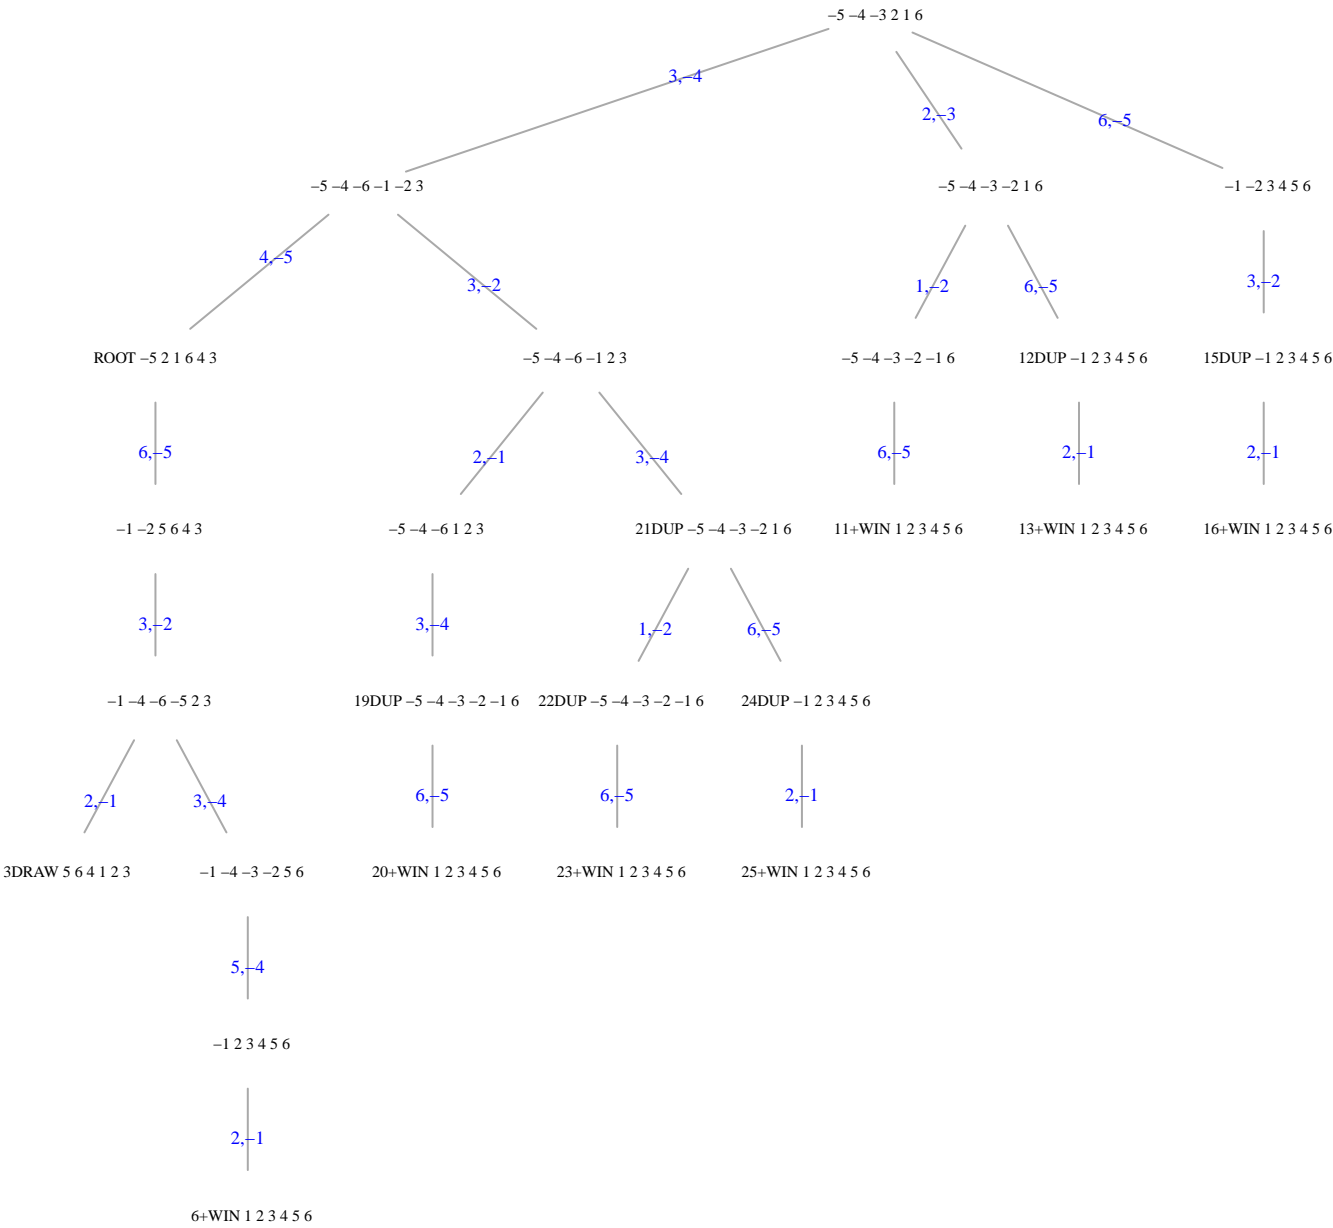 –5 –4 –3 2 1 6
3,–4
2,–3
6,–5
–5 –4 –6 –1 –2 3
–5 –4 –3 –2 1 6
–1 –2 3 4 5 6
4,–5
3,–2
1,–2
6,–5
3,–2
ROOT –5 2 1 6 4 3
–5 –4 –6 –1 2 3
–5 –4 –3 –2 –1 6
12DUP –1 2 3 4 5 6
15DUP –1 2 3 4 5 6
6,–5
2,–1
3,–4
6,–5
2,–1
2,–1
–1 –2 5 6 4 3
–5 –4 –6 1 2 3
21DUP –5 –4 –3 –2 1 6
11+WIN 1 2 3 4 5 6
13+WIN 1 2 3 4 5 6
16+WIN 1 2 3 4 5 6
3,–2
3,–4
1,–2
6,–5
–1 –4 –6 –5 2 3
19DUP –5 –4 –3 –2 –1 6
22DUP –5 –4 –3 –2 –1 6
24DUP –1 2 3 4 5 6
2,–1
3,–4
6,–5
6,–5
2,–1
3DRAW 5 6 4 1 2 3
–1 –4 –3 –2 5 6
20+WIN 1 2 3 4 5 6
23+WIN 1 2 3 4 5 6
25+WIN 1 2 3 4 5 6
5,–4
–1 2 3 4 5 6
2,–1
6+WIN 1 2 3 4 5 6